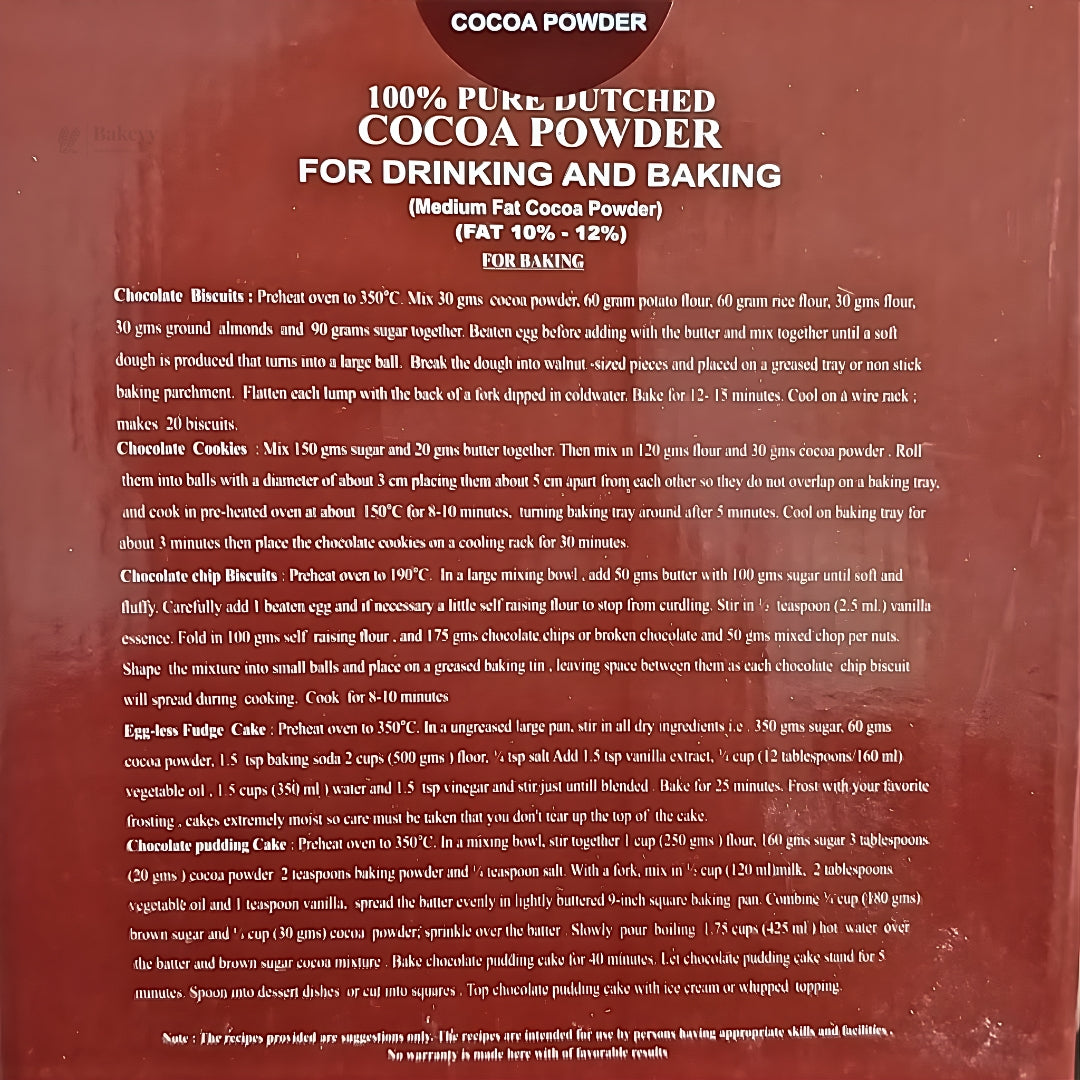 COCOA POWDER
100% PURE DUTCHED
COCOA POWDER
Bakeyy
FOR DRINKING AND BAKING
(Medium Fat Cocoa Powder)
(FAT 10% - 12%)
FOR BAKING
Chocolate Biscuits : Preheat oven to 350°C. Mix 30 gms cocoa powder, 60 gram potato flour, 60 gram rice flour, 30 gms flour,
30 gms ground almonds and 90 grams sugar together. Beaten egg before adding with the butter and mix together until a soft
dough is produced that turns into a large ball. Break the dough into walnut -sized pieces and placed on a greased tray or non stick
baking parchment. Flatten each lump with the back of a fork dipped in coldwater. Bake for 12- 15 minutes. Cool on a wire rack ;
makes 20 biscuits.
Chocolate Cookies : Mix 150 gms sugar and 20 gms butter together. Then mix in 120 gms flour and 30 gms cocoa powder . Roll
them into balls with a diameter of about 3 cm placing them about 5 cm apart from each other so they do not overlap on a baking tray,
and cook in pre-heated oven at about 150°C for 8-10 minutes, turning baking tray around after 5 minutes. Cool on baking tray for
about 3 minutes then place the chocolate cookies on a cooling rack for 30 minutes.
Chocolate chip Biscuits : Preheat oven to 190°C. In a large mixing bowl , add 50 gms butter with 100 gms sugar until soft and
fluffy. Carefully add 1 beaten egg and if necessary a little self raising flour to stop from curdling. Stir in ½ teaspoon (2.5 ml.) vanilla
essence. Fold in 100 gms self raising flour , and 175 gms chocolate chips or broken chocolate and 50 gms mixed chop per nuts.
Shape the mixture into small balls and place on a greased baking tin , leaving space between them as each chocolate chip biscuit
will spread during cooking. Cook for 8-10 minutes
Egg-less Fudge Cake : Preheat oven to 350°C. In a ungreased large pan, stir in all dry ingredients i.e . 350 gms sugar, 60 gms
cocoa powder, 1.5 tsp baking soda 2 cups (500 gms ) floor, tsp salt Add 1.5 tsp vanilla extract, cup (12 tablespoons/160 ml)
vegetable oil , 1.5 cups (350 ml ) water and 1.5 tsp vinegar and stir just untill blended . Bake for 25 minutes. Frost with your favorite
frosting , cakes extremely moist so care must be taken that you don't tear up the top of the cake.
Chocolate pudding Cake : Preheat oven to 350°C. In a mixing bowl, stir together 1 cup (250 gms ) flour, 160 gms sugar 3 tablespoons
(20 gms ) cocoa powder 2 teaspoons baking powder and teaspoon salt. With a fork, mix in ½ cup (120 ml)milk, 2 tablespoons
vegetable oil and 1 teaspoon vanilla, spread the batter evenly in lightly buttered 9-inch square baking pan. Combine cup (180 gms)
brown sugar and cup (30 gms) cocoa powder; sprinkle over the batter . Slowly pour boiling 1.75 cups (425 ml ) hot water over
the batter and brown sugar cocoa mixture . Bake chocolate pudding cake for 40 minutes. Let chocolate pudding cake stand for 5
minutes. Spoon into dessert dishes or cut into squares . Top chocolate pudding cake with ice cream or whipped topping.
Note : The recipes provided are suggestions only. The recipes are intended for use by persons having appropriate skills and facilities .
No warranty is made here with of favorable results